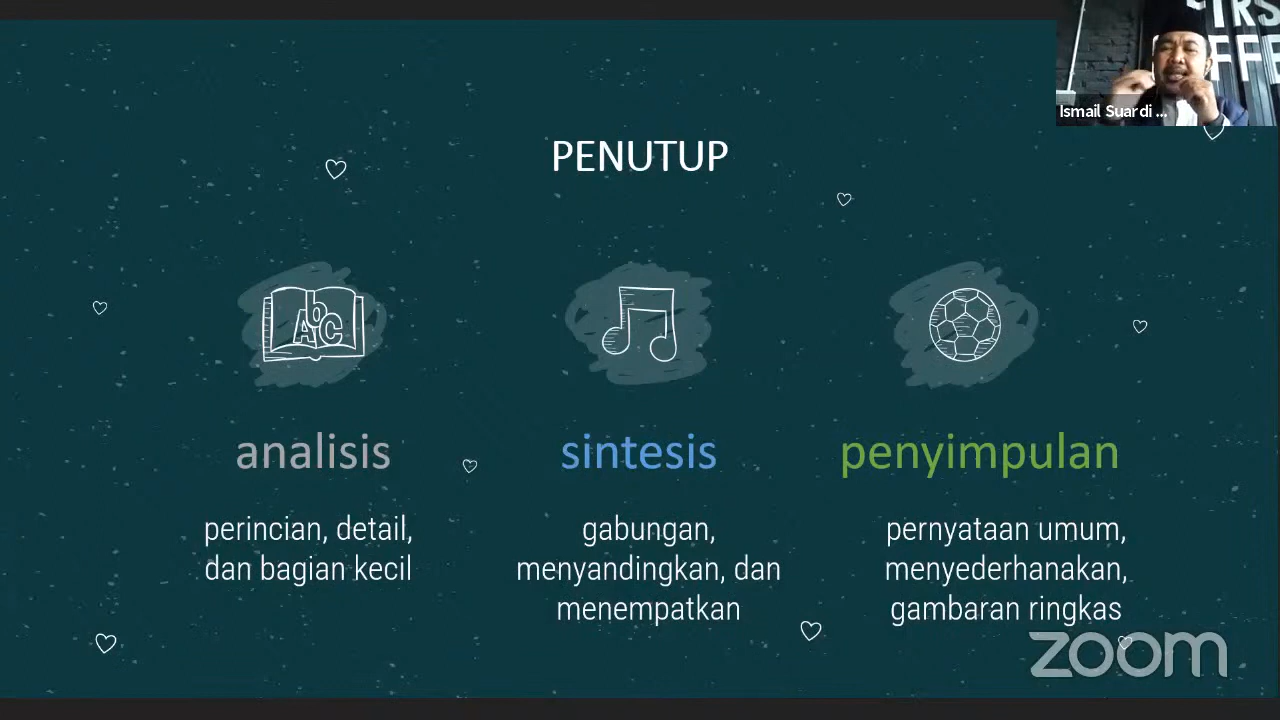 Ismail Suardi ...
PENUTUP
ABC
analisis
sintesis
penyimpulan
perincian, detail,
dan bagian kecil
gabungan,
menyandingkan, dan
menempatkan
pernyataan umum,
menyederhanakan,
gambaran ringkas
zoom